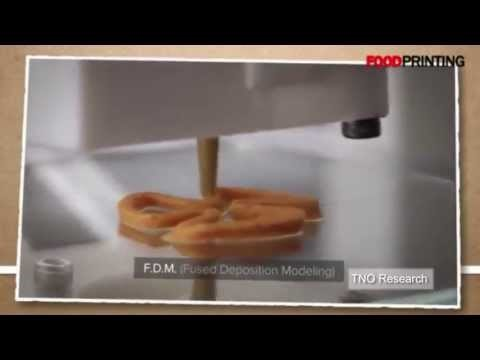 FOODPRINTING
F.D.M. (Fused Deposition Modeling)
TNO Research